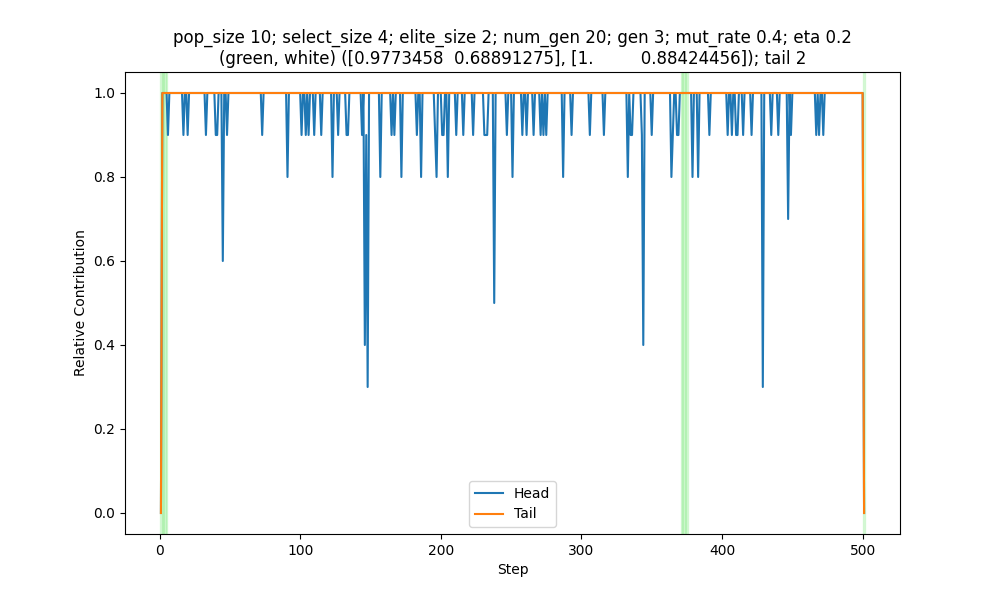 pop_size 10; select_size 4; elite_size 2; num_gen 20; gen 3; mut_rate 0.4; eta 0.2
(green, white) ([0.9773458  0.68891275], [1.         0.88424456]); tail 2
1.0
0.8
0.6
0.4
0.2
0.0
Relative Contribution
Head
Tail
0
100
200
300
400
500
Step